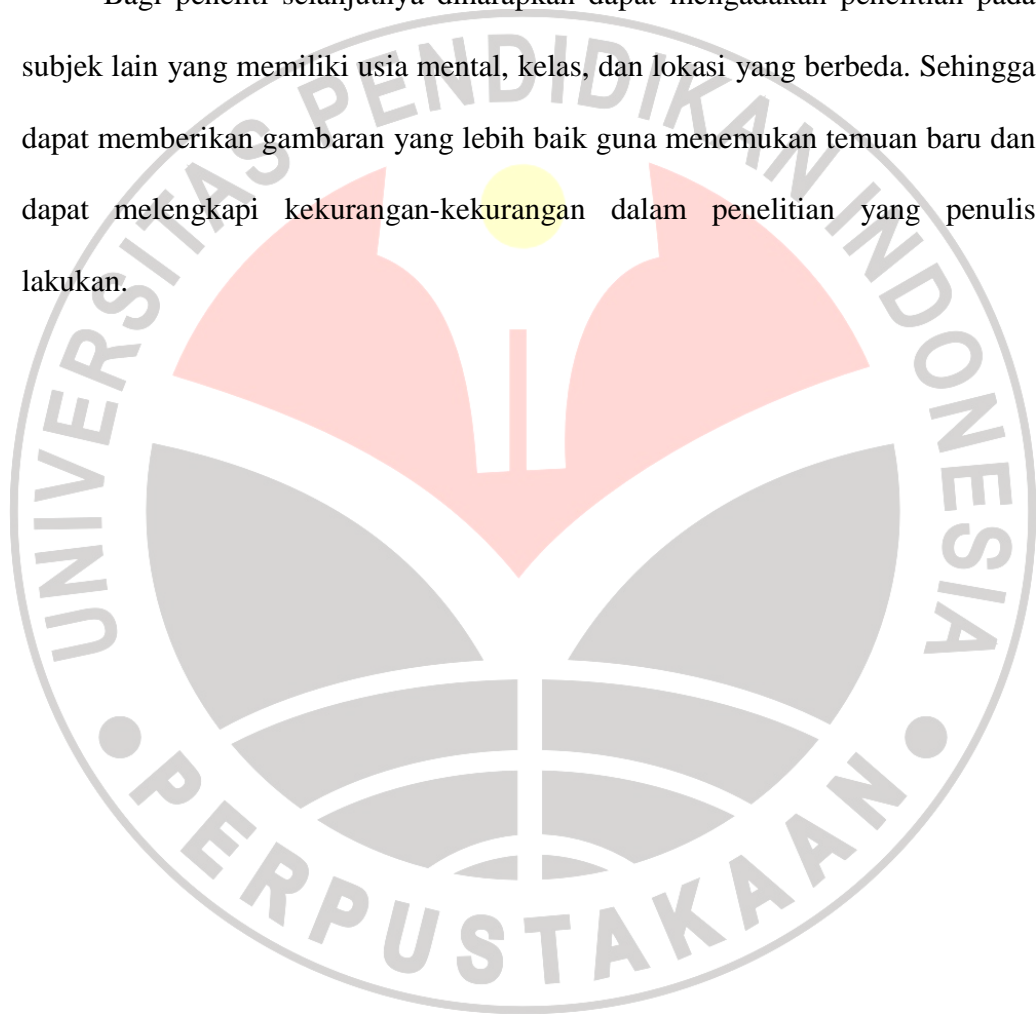 Bagi peneliti selanjutnya diharapkan dapat mengadakan penelitian pada
subjek lain yang memiliki usia mental, kelas, dan lokasi yang berbeda. Sehingga
dapat memberikan gambaran yang lebih baik guna menemukan temuan baru dan
dapat melengkapi kekurangan-kekurangan dalam penelitian yang penulis
lakukan.
UNIVERSITAS PENDIDIKAN INDONESIA
PERPUSTAKAAN